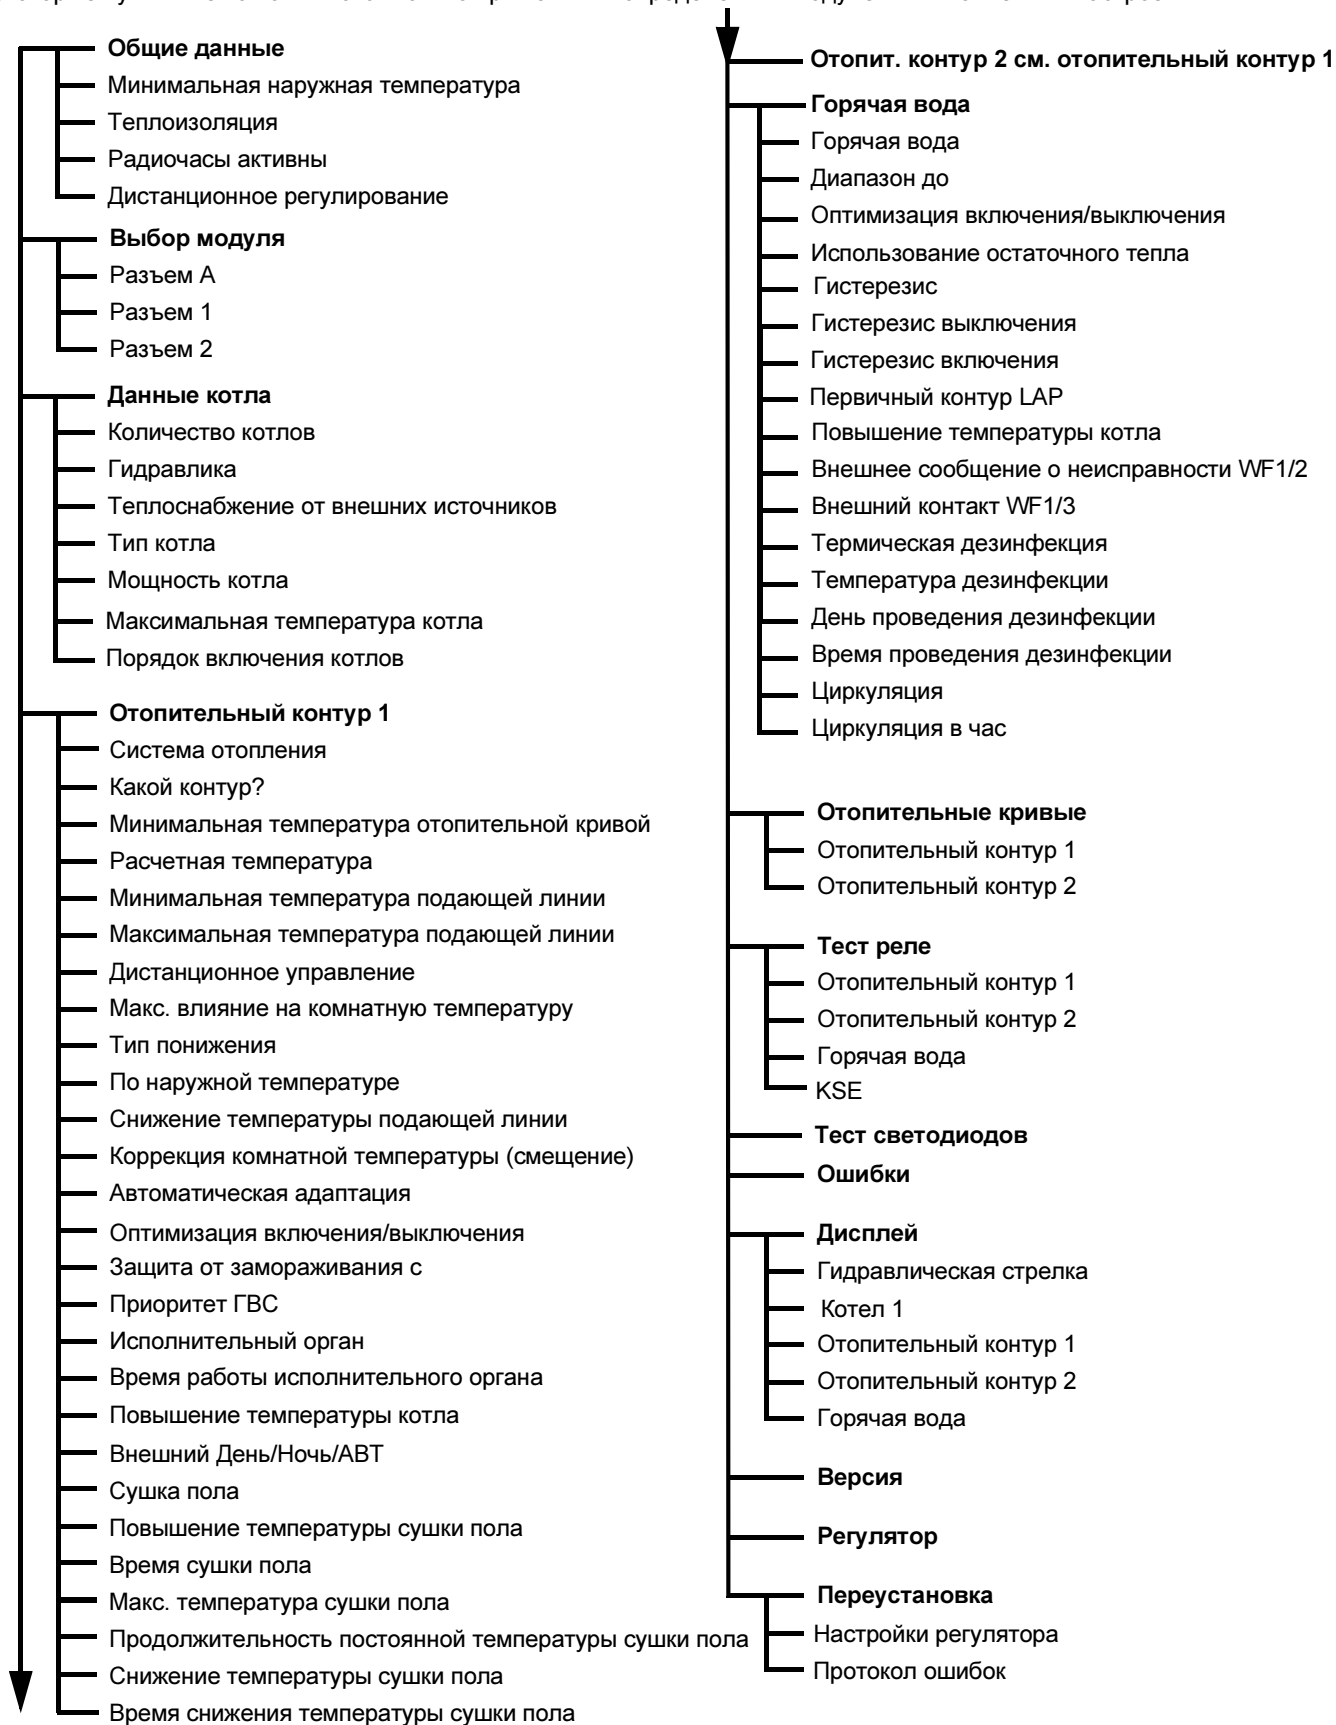 Общие данные
Минимальная наружная температура
Теплоизоляция
Радиочасы активны
Дистанционное регулирование
Выбор модуля
Разъем A
Разъем 1
Разъем 2
Данные котла
Количество котлов
Гидравлика
Теплоснабжение от внешних источников
Тип котла
Мощность котла
Максимальная температура котла
Порядок включения котлов
Отопительный контур 1
Система отопления
Какой контур?
Минимальная температура отопительной кривой
Расчетная температура
Минимальная температура подающей линии
Максимальная температура подающей линии
Дистанционное управление
Макс. влияние на комнатную температуру
Тип понижения
По наружной температуре
Снижение температуры подающей линии
Коррекция комнатной температуры (смещение)
Автоматическая адаптация
Оптимизация включения/выключения
Защита от замораживания с
Приоритет ГВС
Исполнительный орган
Время работы исполнительного органа
Повышение температуры котла
Внешний День/Ночь/АВТ
Сушка пола
Повышение температуры сушки пола
Время сушки пола
Макс. температура сушки пола
Продолжительность постоянной температуры сушки пола
Снижение температуры сушки пола
Время снижения температуры сушки пола
Отопит. контур 2 см. отопительный контур 1
Горячая вода
Горячая вода
Диапазон до
Оптимизация включения/выключения
Использование остаточного тепла
Гистерезис
Гистерезис выключения
Гистерезис включения
Первичный контур LAP
Повышение температуры котла
Внешнее сообщение о неисправности WF1/2
Внешний контакт WF1/3
Термическая дезинфекция
Температура дезинфекции
День проведения дезинфекции
Время проведения дезинфекции
Циркуляция
Циркуляция в час
Отопительные кривые
Отопительный контур 1
Отопительный контур 2
Тест реле
Отопительный контур 1
Отопительный контур 2
Горячая вода
KSE
Тест светодиодов
Ошибки
Дисплей
Гидравлическая стрелка
Котел 1
Отопительный контур 1
Отопительный контур 2
Горячая вода
Версия
Регулятор
Переустановка
Настройки регулятора
Протокол ошибок